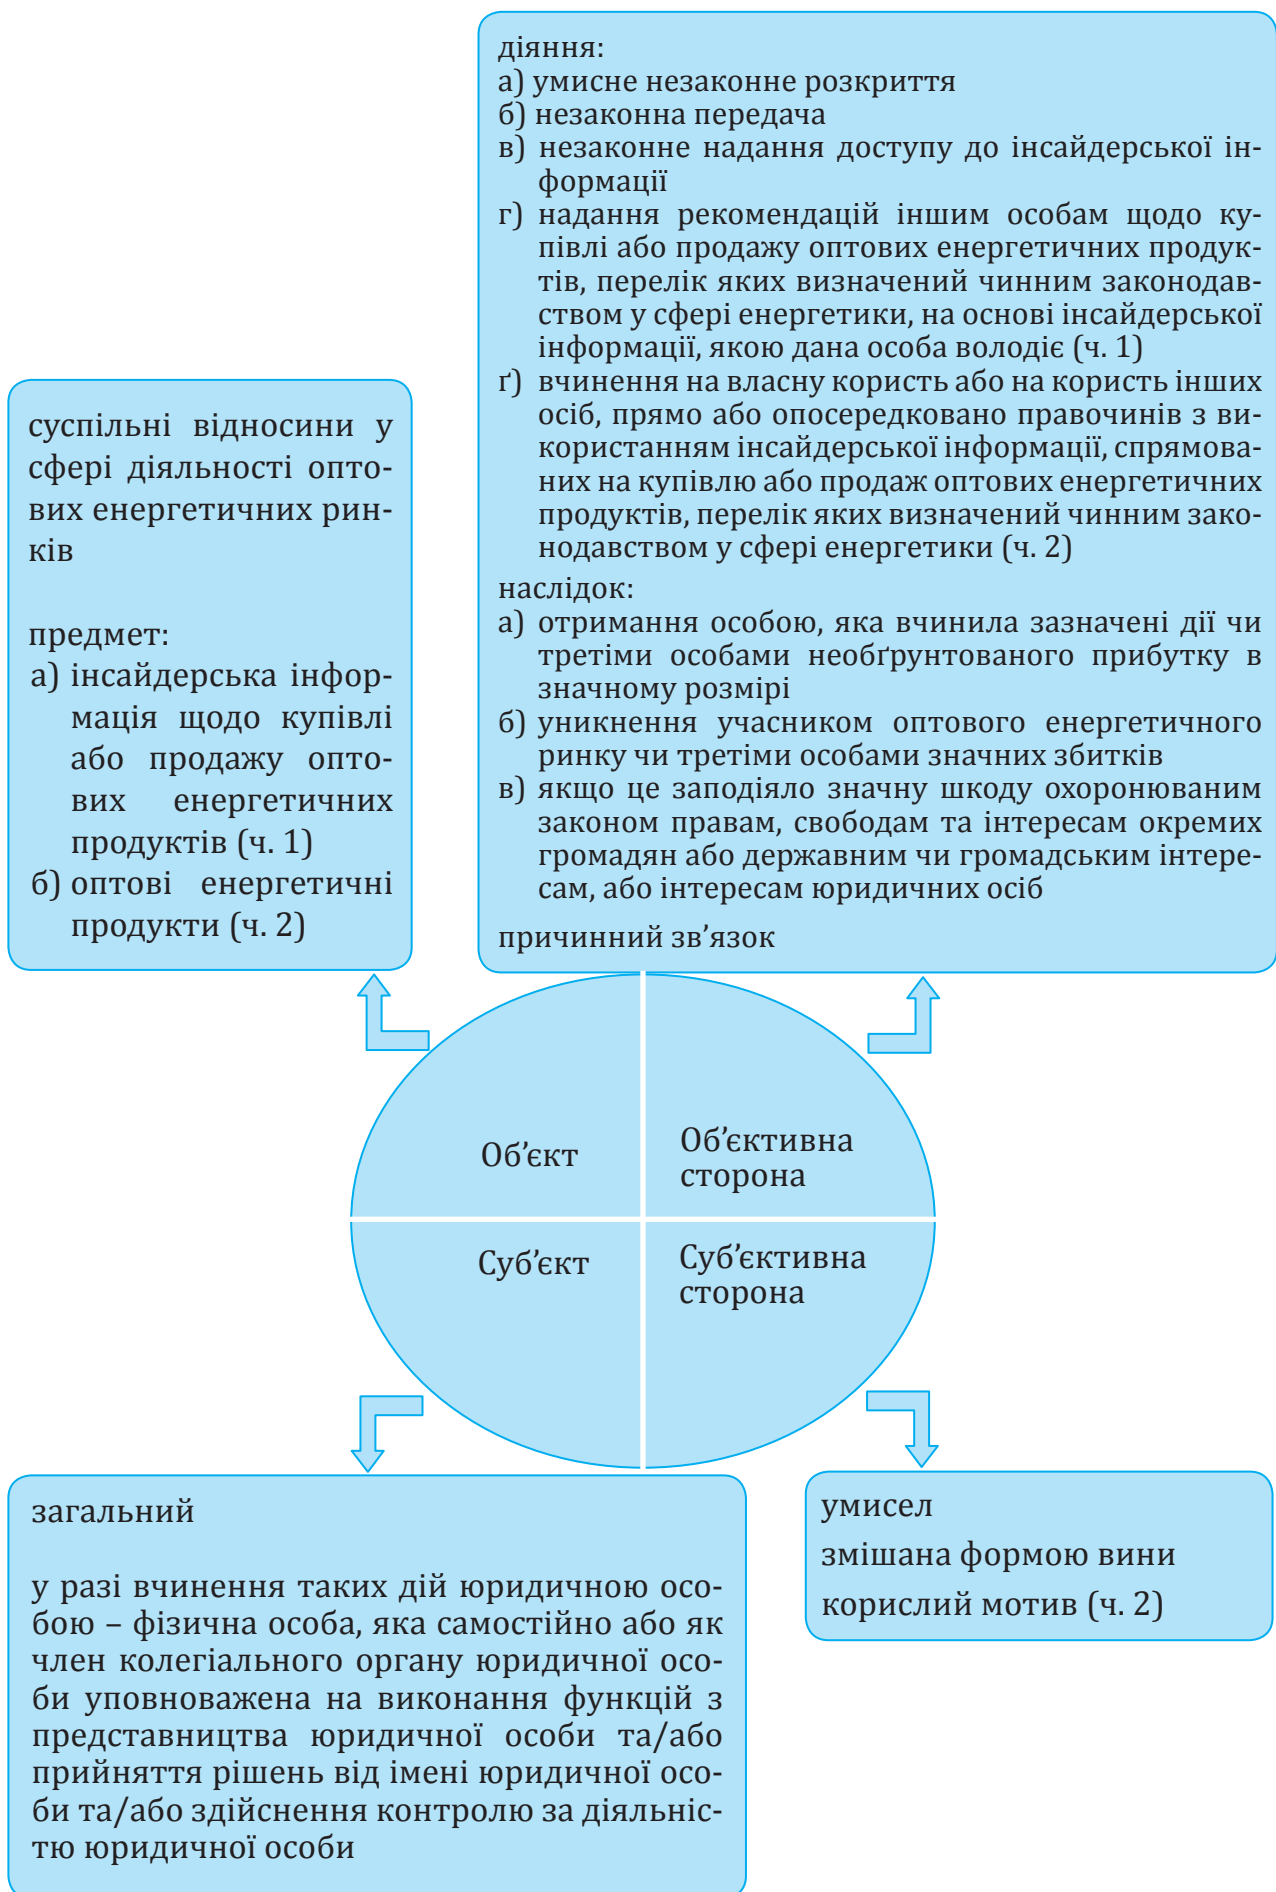 діяння:
а) умисне незаконне розкриття
б) незаконна передача
в) незаконне надання доступу до інсайдерської ін-
формації
г) надання рекомендацій іншим особам щодо ку-
півлі або продажу оптових енергетичних продук-
тів, перелік яких визначений чинним законодав-
ством у сфері енергетики, на основі інсайдерської
інформації, якою дана особа володіє (ч. 1)
ґ) вчинення на власну користь або на користь інших
осіб, прямо або опосередковано правочинів з ви-
користанням інсайдерської інформації, спрямова-
них на купівлю або продаж оптових енергетичних
продуктів, перелік яких визначений чинним зако-
нодавством у сфері енергетики (ч. 2)
наслідок:
а) отримання особою, яка вчинила зазначені дії чи
третіми особами необґрунтованого прибутку в
значному розмірі
б) уникнення учасником оптового енергетичного
ринку чи третіми особами значних збитків
в) якщо це заподіяло значну шкоду охоронюваним
законом правам, свободам та інтересам окремих
громадян або державним чи громадським інтере-
сам, або інтересам юридичних осіб
причинний зв'язок
суспільні відносини у
сфері діяльності опто-
вих енергетичних рин-
ків
предмет:
а) інсайдерська інфор-
мація щодо купівлі
або продажу опто-
вих енергетичних
продуктів (ч. 1)
б) оптові енергетичні
продукти (ч. 2)
Об’єкт
Об’єктивна
сторона
Суб’єкт
Суб’єктивна
сторона
загальний
у разі вчинення таких дій юридичною осо-
бою – фізична особа, яка самостійно або як
член колегіального органу юридичної осо-
би уповноважена на виконання функцій з
представництва юридичної особи та/або
прийняття рішень від імені юридичної осо-
би та/або здійснення контролю за діяльніс-
тю юридичної особи
умисел
змішана формою вини
корислий мотив (ч. 2)